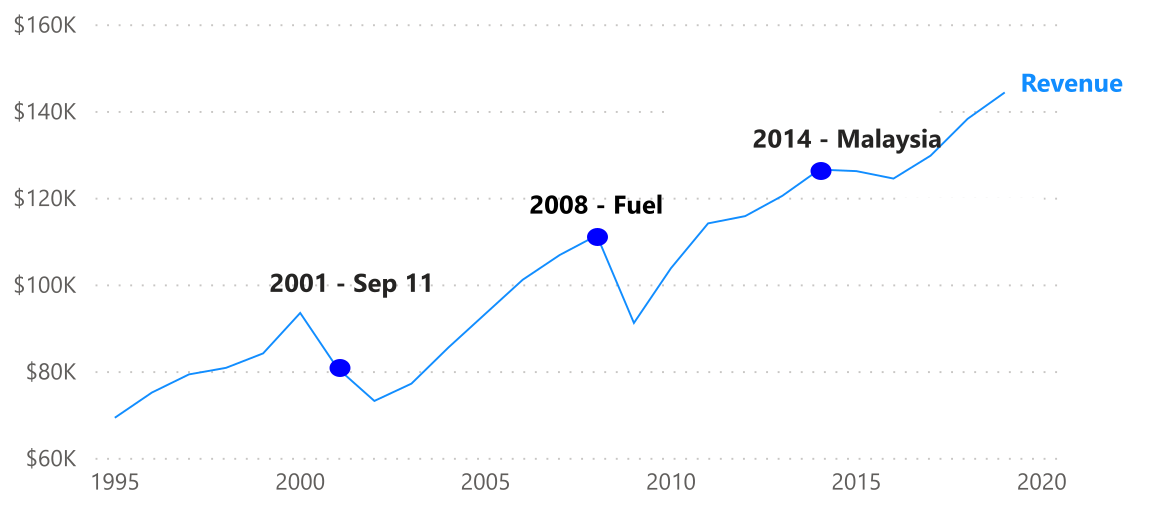 $160K
Revenue
$140K
2014 - Malaysia
$120K
2008 - Fuel
$100K
2001 - Sep 11
$80K
$60K
1995 2000 2005 2010 2015 2020